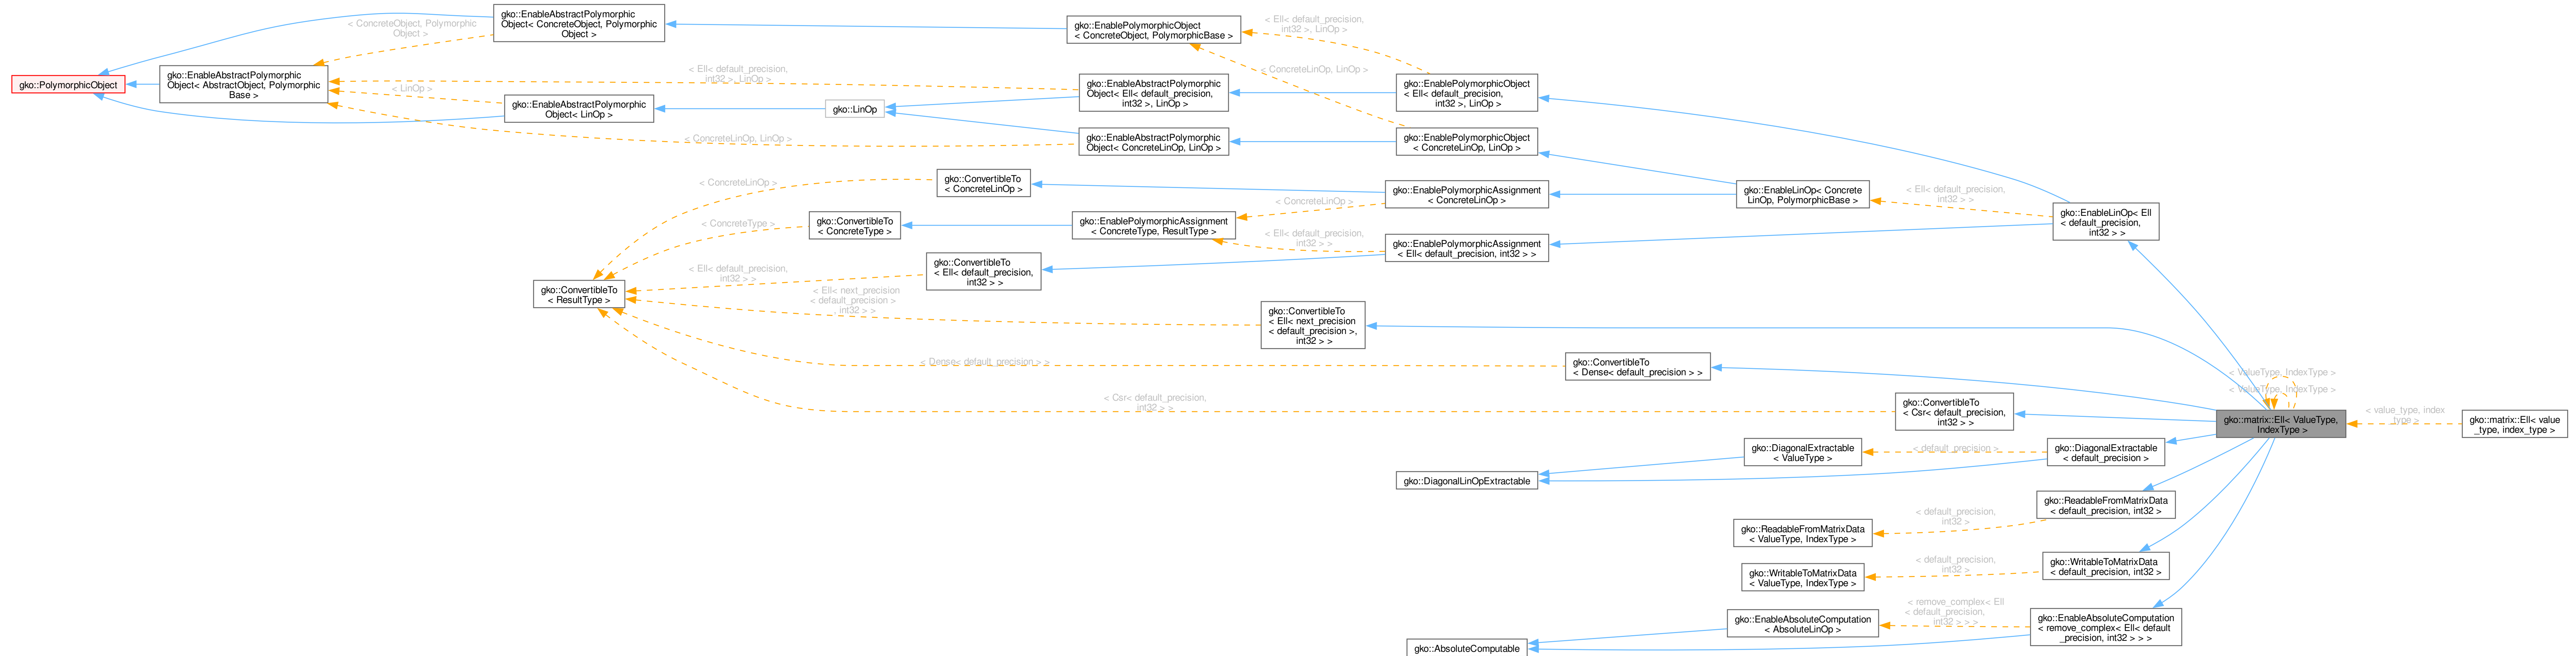 gko::PolymorphicObject
gko::EnableAbstractPolymorphic
Object< AbstractObject, Polymorphic
Base >
< ConcreteObject, Polymorphic
Object >
gko::EnableAbstractPolymorphic
Object< ConcreteObject, Polymorphic
Object >
gko::EnablePolymorphicObject
< ConcreteObject, PolymorphicBase >
< Ell< default_precision,
int32 >, LinOp >
< Ell< default_precision,
int32 >, LinOp >
< LinOp >
gko::EnableAbstractPolymorphic
Object< LinOp >
gko::LinOp
gko::EnableAbstractPolymorphic
Object< Ell< default_precision,
int32 >, LinOp >
< ConcreteLinOp, LinOp >
gko::EnablePolymorphicObject
< Ell< default_precision,
int32 >, LinOp >
< ConcreteLinOp, LinOp >
gko::EnableAbstractPolymorphic
Object< ConcreteLinOp, LinOp >
gko::EnablePolymorphicObject
< ConcreteLinOp, LinOp >
< ConcreteLinOp >
gko::ConvertibleTo
< ConcreteLinOp >
gko::EnablePolymorphicAssignment
< ConcreteLinOp >
gko::EnableLinOp< Concrete
LinOp, PolymorphicBase >
< Ell< default_precision,
int32 > >
gko::EnableLinOp< Ell
< default_precision,
int32 > >
< ConcreteType >
gko::ConvertibleTo
< ConcreteType >
gko::EnablePolymorphicAssignment
< ConcreteType, ResultType >
< ConcreteLinOp >
< Ell< default_precision,
int32 > >
gko::EnablePolymorphicAssignment
< Ell< default_precision, int32 > >
gko::ConvertibleTo
< ResultType >
< Ell< default_precision,
int32 > >
gko::ConvertibleTo
< Ell< default_precision,
int32 > >
< Ell< next_precision
< default_precision >
, int32 > >
gko::ConvertibleTo
< Ell< next_precision
< default_precision >,
int32 > >
< Dense< default_precision > >
gko::ConvertibleTo
< Dense< default_precision > >
< Csr< default_precision,
int32 > >
gko::ConvertibleTo
< Csr< default_precision,
int32 > >
< ValueType, IndexType >
< ValueType, IndexType >
gko::matrix::Ell< ValueType,
IndexType >
< value_type, index
_type >
gko::matrix::Ell< value
_type, index_type >
gko::DiagonalLinOpExtractable
gko::DiagonalExtractable
< ValueType >
< default_precision >
gko::DiagonalExtractable
< default_precision >
gko::ReadableFromMatrixData
< ValueType, IndexType >
< default_precision,
int32 >
gko::ReadableFromMatrixData
< default_precision, int32 >
gko::WritableToMatrixData
< ValueType, IndexType >
< default_precision,
int32 >
gko::WritableToMatrixData
< default_precision, int32 >
gko::AbsoluteComputable
gko::EnableAbsoluteComputation
< AbsoluteLinOp >
< remove_complex< Ell
< default_precision,
int32 > > >
gko::EnableAbsoluteComputation
< remove_complex< Ell< default
_precision, int32 > > >